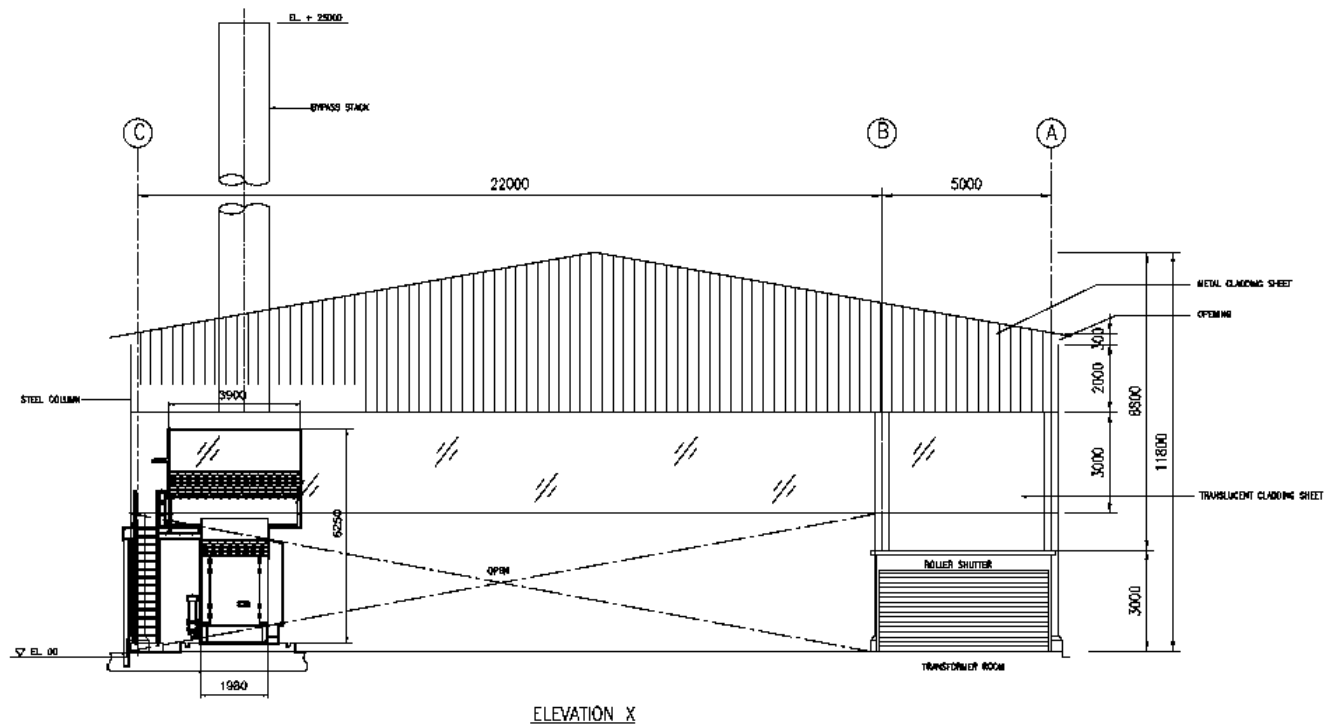 EL. + 25000
BYPASS STACK
C
B
A
22000
5000
METAL CLADDING SHEET
OPENING
300
2000
8800
11800
STEEL COLUMN
3900
3000
TRANSLUCENT CLADDING SHEET
6250
OPEN
ROLLER SHUTTER
3000
EL. 00
TRANSFORMER ROOM
1980
ELEVATION X